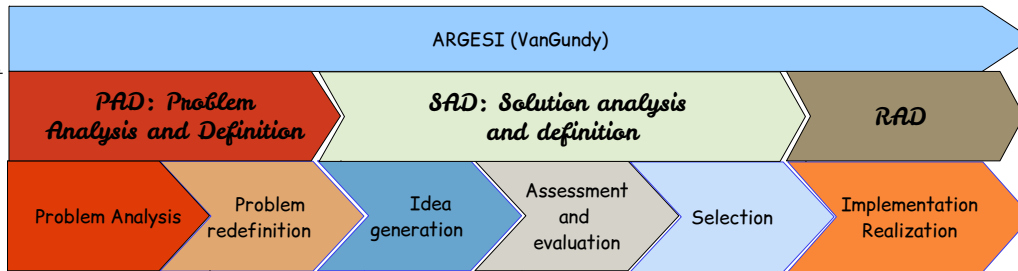 ARGESI (VanGundy)
PAD: Problem
Analysis and Definition
SAD: Solution analysis
and definition
RAD
Problem Analysis
Problem
redefinition
Idea
generation
Assessment
and
evaluation
Selection
Implementation
Realization